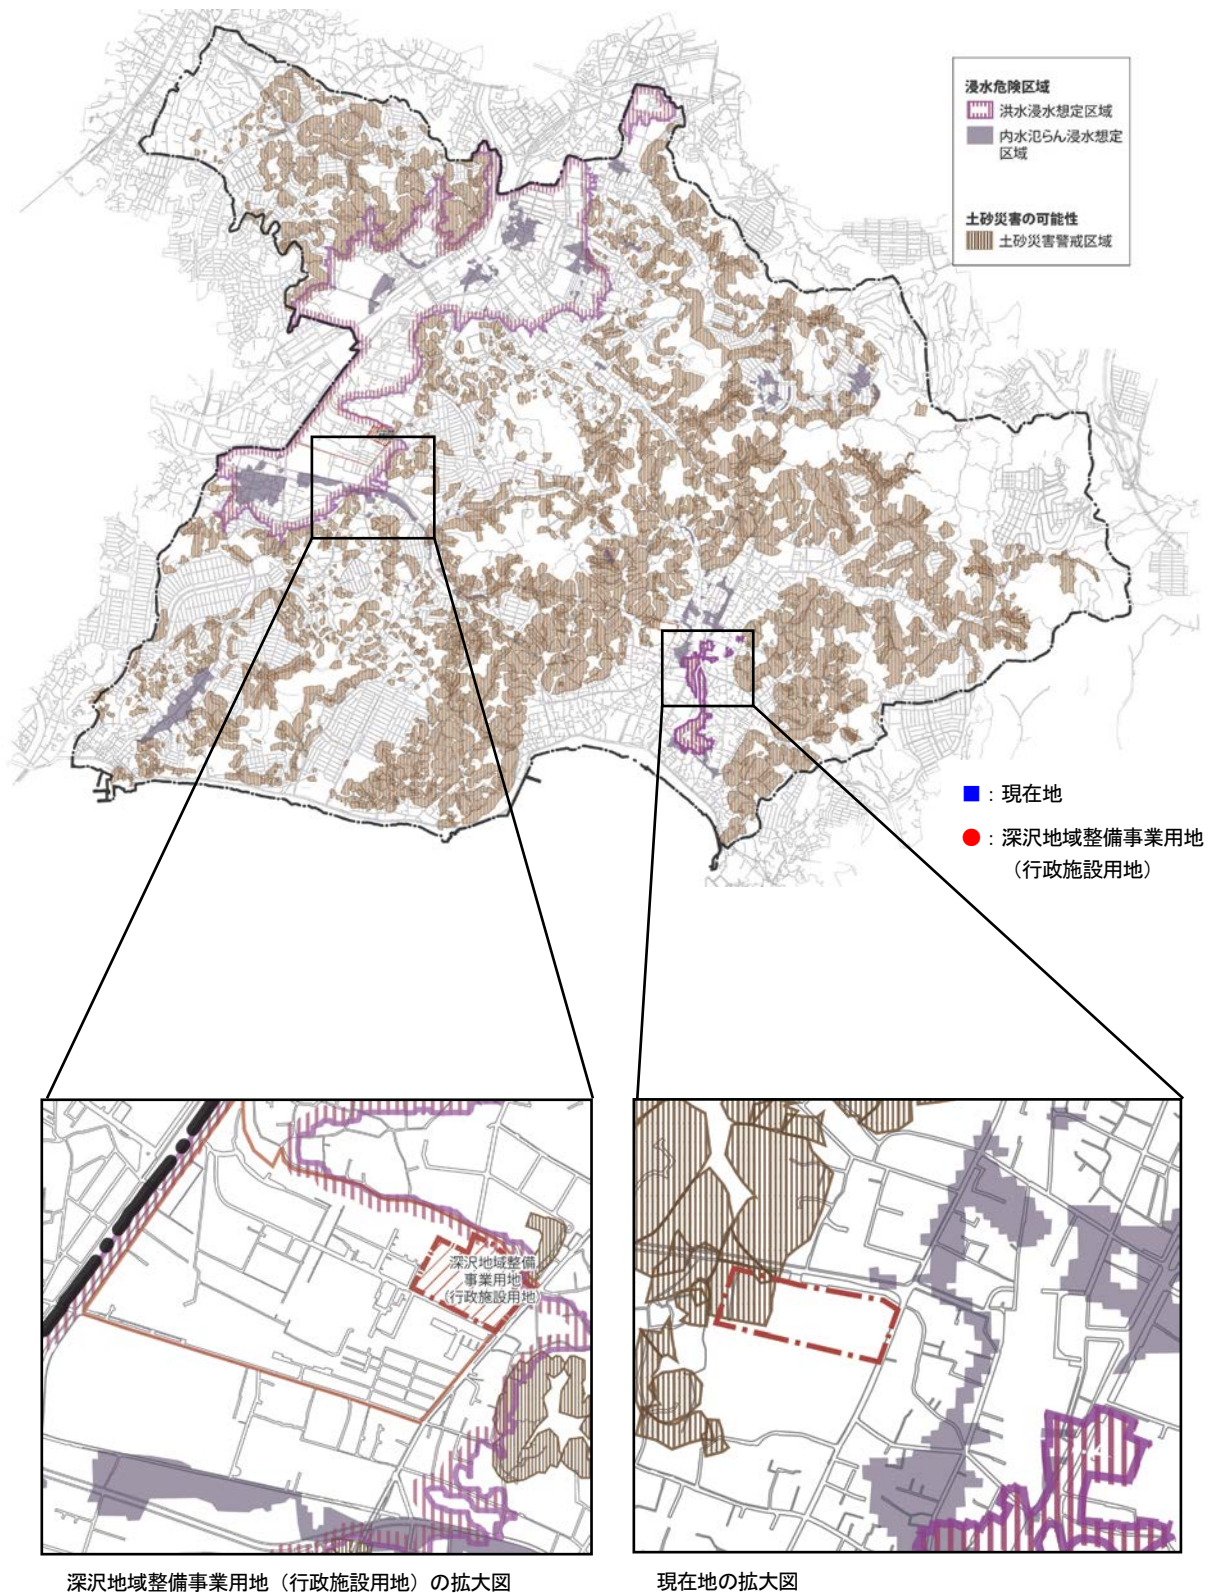 浸水危険区域
洪水浸水想定区域
内水氾らん浸水想定
区域
土砂災害の可能性
土砂災害警戒区域
■：現在地
●：深沢地域整備事業用地
（行政施設用地）
深沢地域整備
事業用地
（行政施設用地）
深沢地域整備事業用地（行政施設用地）の拡大図
現在地の拡大図